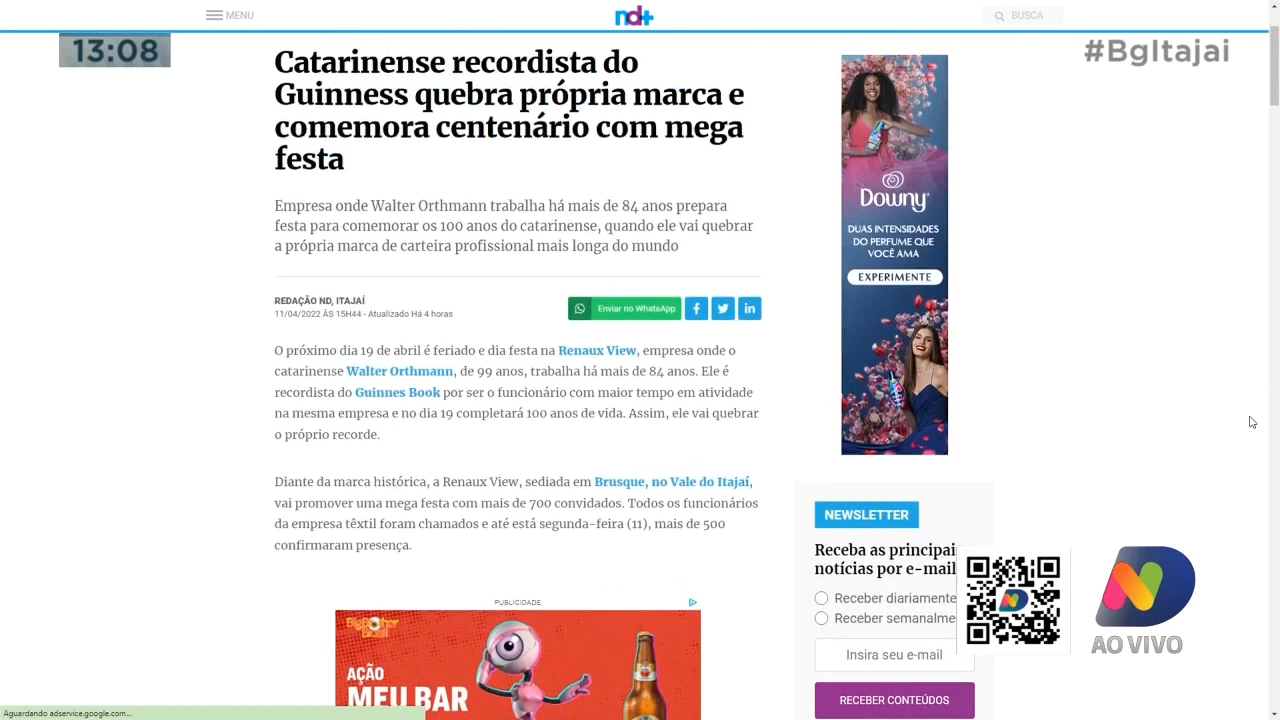 MENU
nd+
BUSCA
13:08
#BgItajai
Catarinense recordista do
Guinness quebra própria marca e
comemora centenário com mega
festa
Empresa onde Walter Orthmann trabalha há mais de 84 anos prepara
festa para comemorar os 100 anos do catarinense, quando ele vai quebrar
a própria marca de carteira profissional mais longa do mundo
REDAÇÃO ND, ITAJAÍ
11/04/2022 ÀS 15H44 - Atualizado Há 4 horas
Enviar no WhatsApp
O próximo dia 19 de abril é feriado e dia festa na Renaux View, empresa onde o
catarinense Walter Orthmann, de 99 anos, trabalha há mais de 84 anos. Ele é
recordista do Guinnes Book por ser o funcionário com maior tempo em atividade
na mesma empresa e no dia 19 completará 100 anos de vida. Assim, ele vai quebrar
o próprio recorde.
Diante da marca histórica, a Renaux View, sediada em Brusque, no Vale do Itajaí,
vai promover uma mega festa com mais de 700 convidados. Todos os funcionários
da empresa têxtil foram chamados e até está segunda-feira (11), mais de 500
confirmaram presença.
PUBLICIDADE
Big Brother
Brasil
AÇÃO
MEU BAR
Downy
DUAS INTENSIDADES
DO PERFUME QUE
VOCÊ AMA
EXPERIMENTE
NEWSLETTER
Receba as principai
notícias por e-mail
Receber diariamente
Receber semanalme
Insira seu e-mail
RECEBER CONTEÚDOS
AO VIVO
Aguardando adservice.google.com...